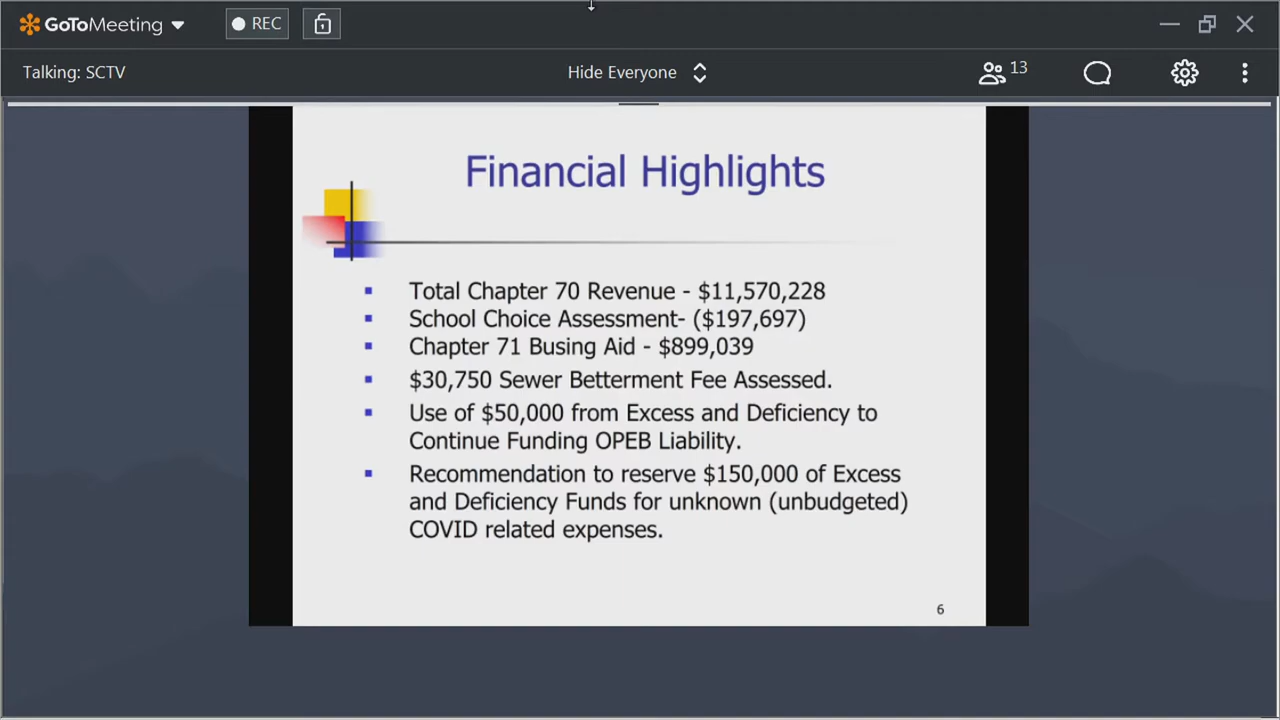 GoToMeeting
REC
Talking: SCTV
Hide Everyone
13
Financial Highlights
▪ Total Chapter 70 Revenue - $11,570,228
▪ School Choice Assessment- ($197,697)
▪ Chapter 71 Busing Aid - $899,039
▪ $30,750 Sewer Betterment Fee Assessed.
▪ Use of $50,000 from Excess and Deficiency to
Continue Funding OPEB Liability.
▪ Recommendation to reserve $150,000 of Excess
and Deficiency Funds for unknown (unbudgeted)
COVID related expenses.
6